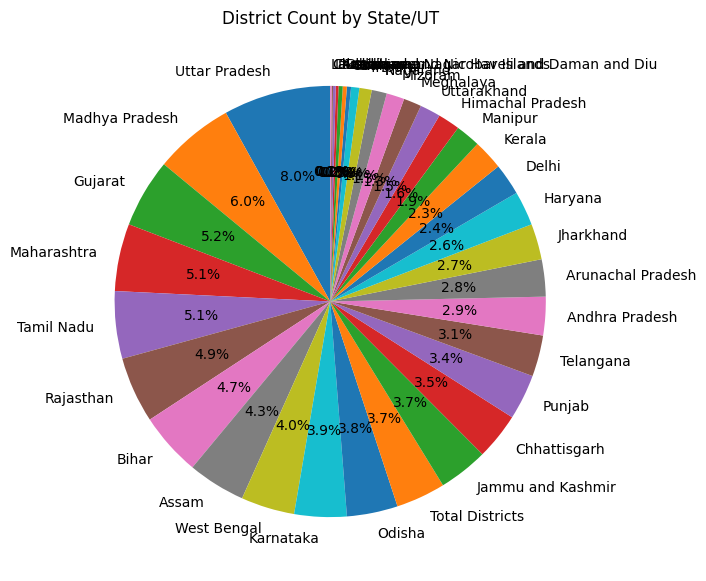 District Count by State/UT
Uttar Pradesh
Madhya Pradesh
Gujarat
Maharashtra
Tamil Nadu
Rajasthan
Bihar
Assam
West Bengal
Karnataka
Odisha
Total Districts
Jammu and Kashmir
Chhattisgarh
Punjab
Telangana
Andhra Pradesh
Arunachal Pradesh
Jharkhand
Haryana
Delhi
Kerala
Manipur
Himachal Pradesh
Uttarakhand
Meghalaya
Mizoram
8.0%
6.0%
5.2%
5.1%
5.1%
4.9%
4.7%
4.3%
4.0%
3.9%
3.8%
3.7%
3.7%
3.5%
3.4%
3.1%
2.9%
2.8%
2.7%
2.6%
2.4%
2.3%
1.9%
1.6%
1.5%
1.3%